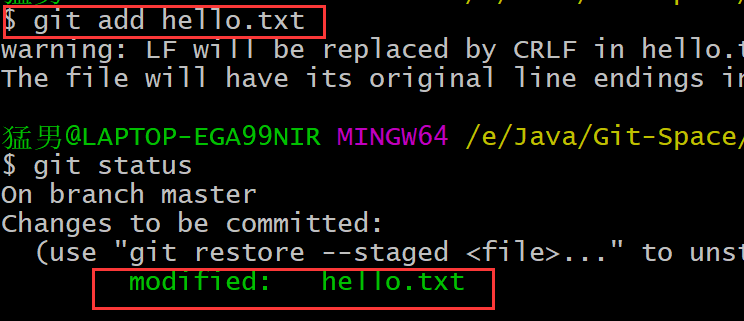 $ git add hello.txt
warning: LF will be replaced by CRLF in hello.t
The file will have its original line endings in
猛男@LAPTOP-EGA99NIR MINGW64 /e/Java/Git-Space/
$ git status
On branch master
Changes to be committed:
(use "git restore --staged <file>..." to unst
modified: hello.txt